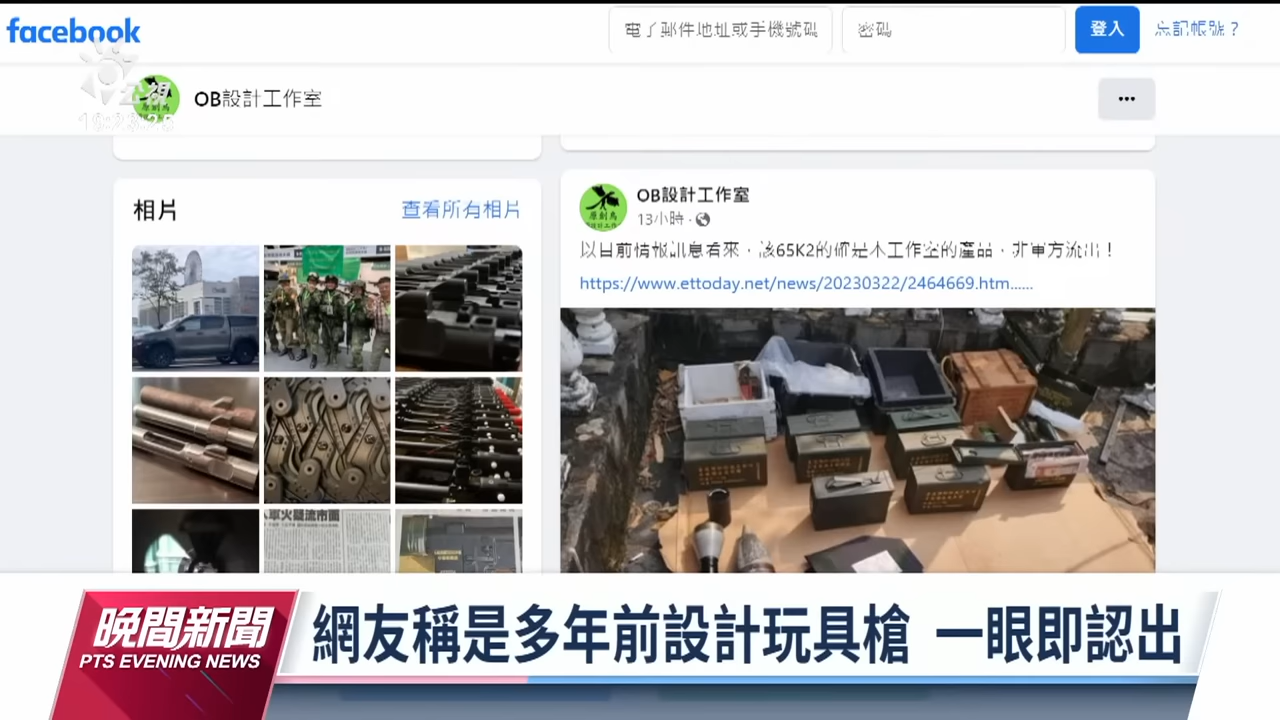 facebook
電子郵件地址或手機號碼
密碼
登入
忘記帳號？
公視
OB設計工作室
相片
查看所有相片
OB設計工作室
13小時
以目前情報訊息看來，該65K2的確是本工作室的產品，非軍方流出！
https://www.ettoday.net/news/20230322/2464669.htm......
晚間新聞
PTS EVENING NEWS
網友稱是多年前設計玩具槍 一眼即認出